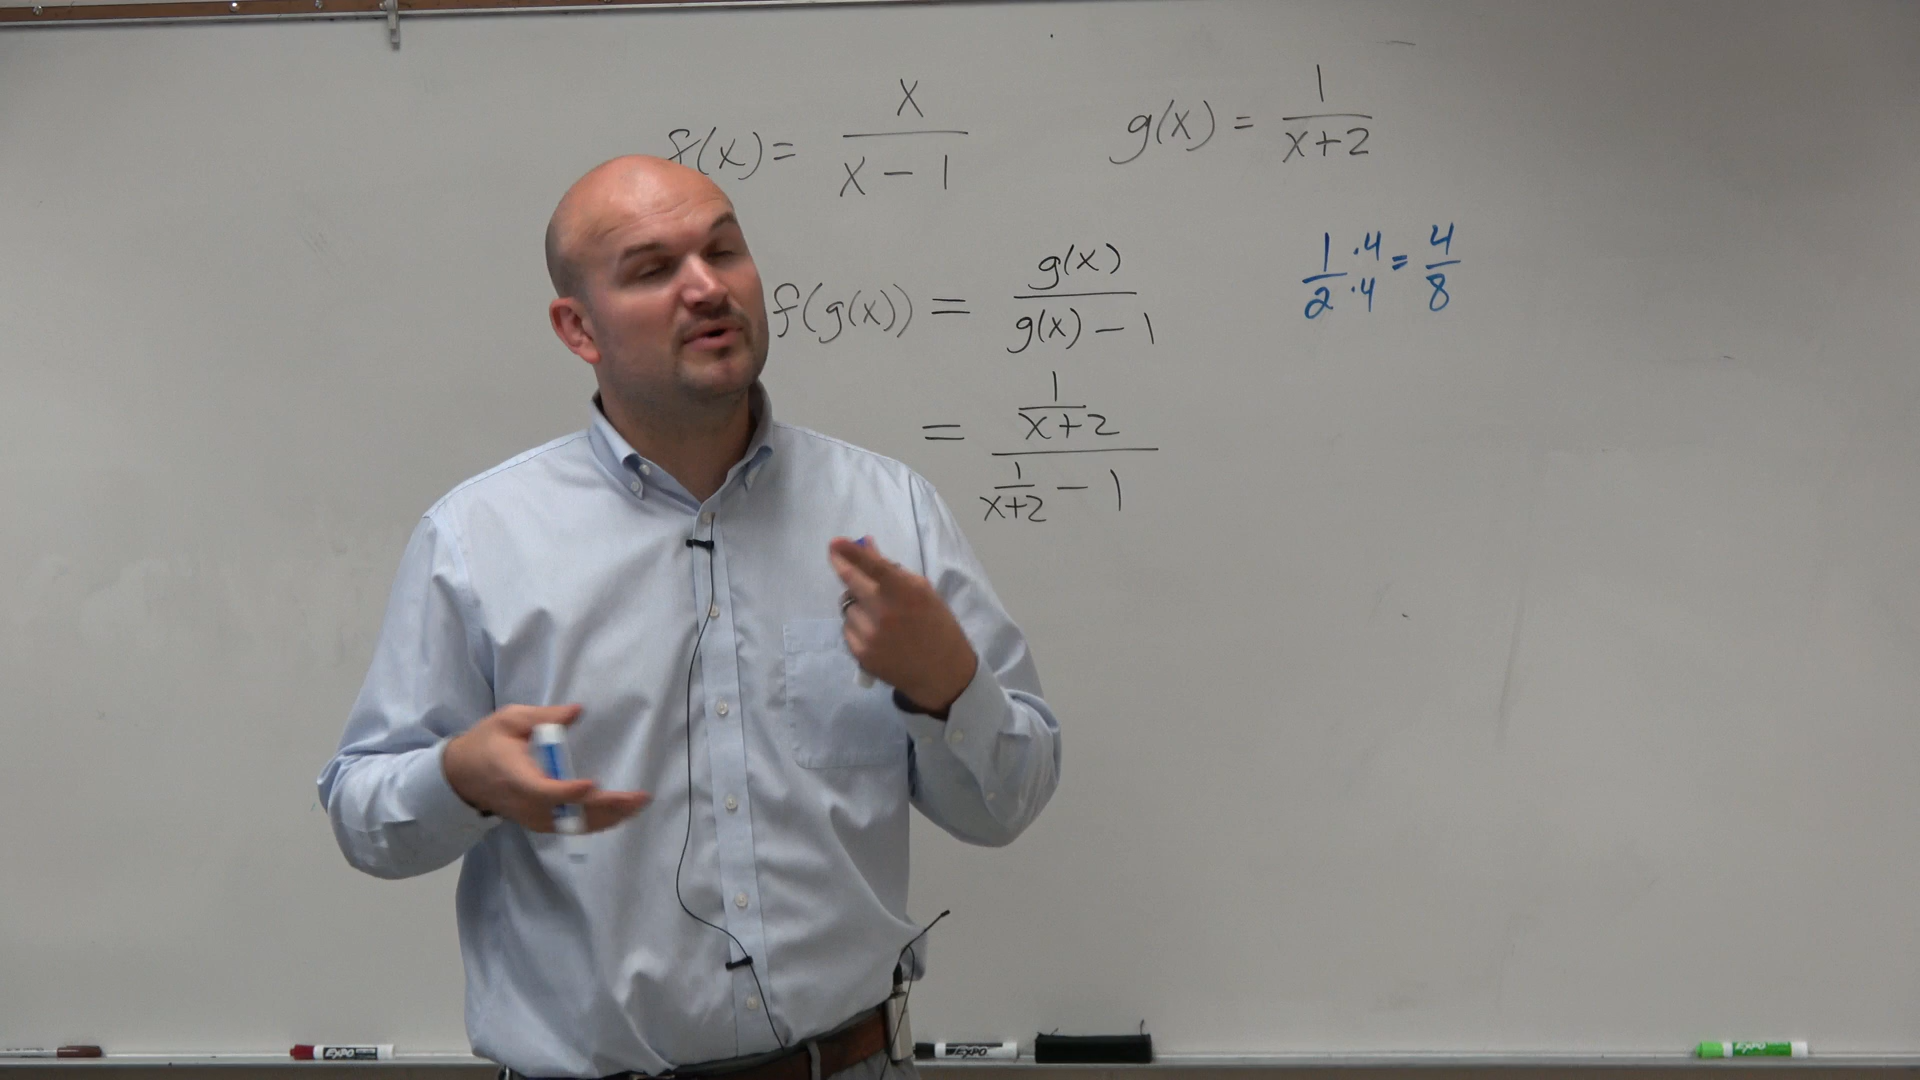 f(x) = x/(x - 1)
g(x) = 1/(x+2)
f(g(x)) = g(x)/(g(x) - 1)
1/2 ·4/·4 = 4/8
= (1/(x+2))/(1/(x+2) - 1)
EXPO
EXPO
EXPO